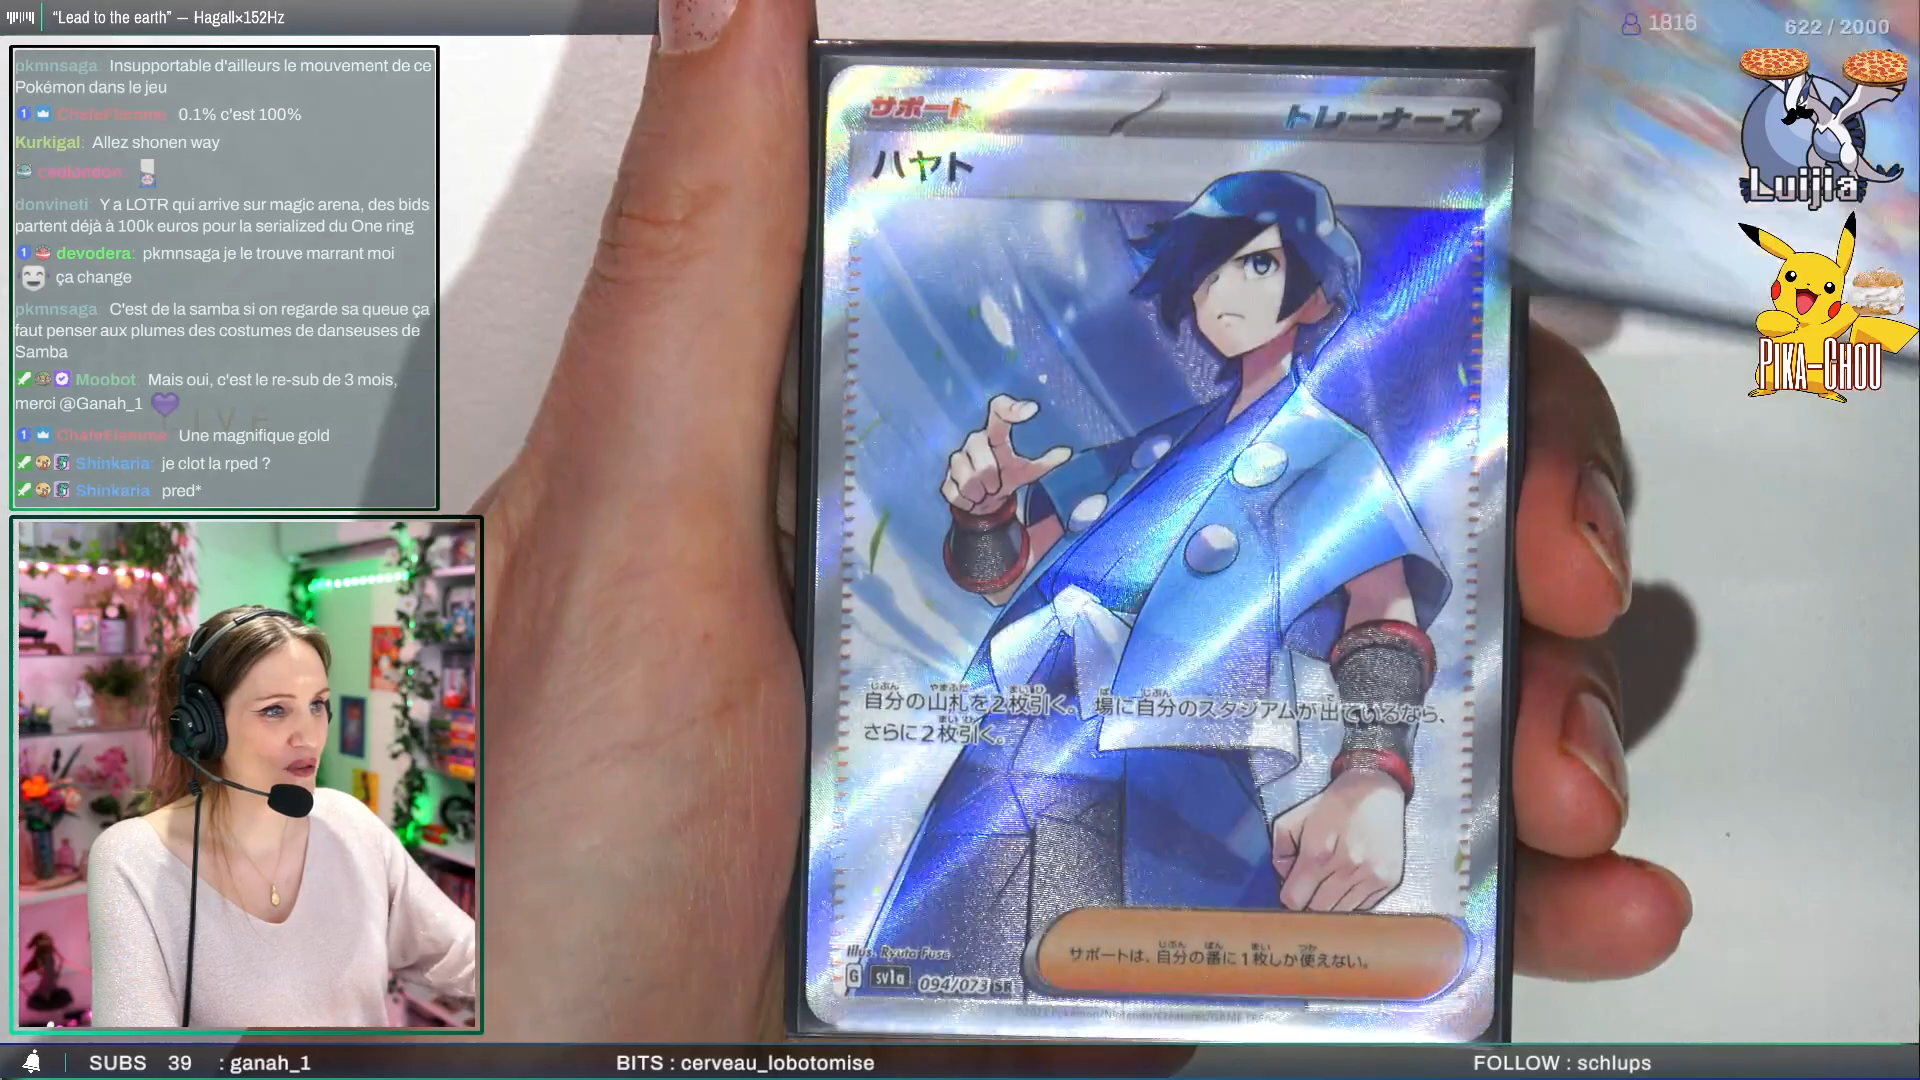 “Lead to the earth” — Hagall×152Hz
1816
622 / 2000
pkmnsaga: Insupportable d'ailleurs le mouvement de ce
Pokémon dans le jeu
ChafeFlamme: 0.1% c'est 100%
Kurkigal: Allez shonen way
cedlondon:
donvineti: Y a LOTR qui arrive sur magic arena, des bids
partent déjà à 100k euros pour la serialized du One ring
devodera: pkmnsaga je le trouve marrant moi
ça change
pkmnsaga: C'est de la samba si on regarde sa queue ça
faut penser aux plumes des costumes de danseuses de
Samba
Moobot: Mais oui, c'est le re-sub de 3 mois,
merci @Ganah_1
ChafeFlamme: Une magnifique gold
Shinkaria: je clot la rped ?
Shinkaria: pred*
サポート
トレーナーズ
ハヤト
自分の山札を2枚引く。場に自分のスタジアムが出ているなら、
さらに2枚引く。
サポートは、自分の番に1枚しか使えない。
Illus. Ryuta Fuse
G sv1a 094/073 SR
Luijia
PIKA-CHOU
SUBS 39 : ganah_1
BITS : cerveau_lobotomise
FOLLOW : schlups